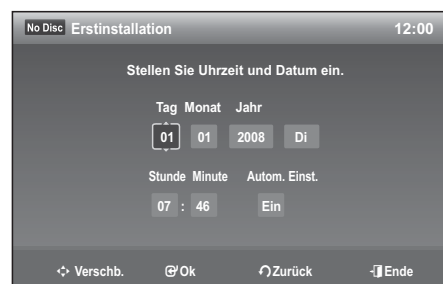 No Disc Erstinstallation 12:00
Stellen Sie Uhrzeit und Datum ein.
Tag Monat Jahr
01 01 2008 Di
Stunde Minute Autom. Einst.
07 : 46 Ein
Verschb. Ok Zurück Ende